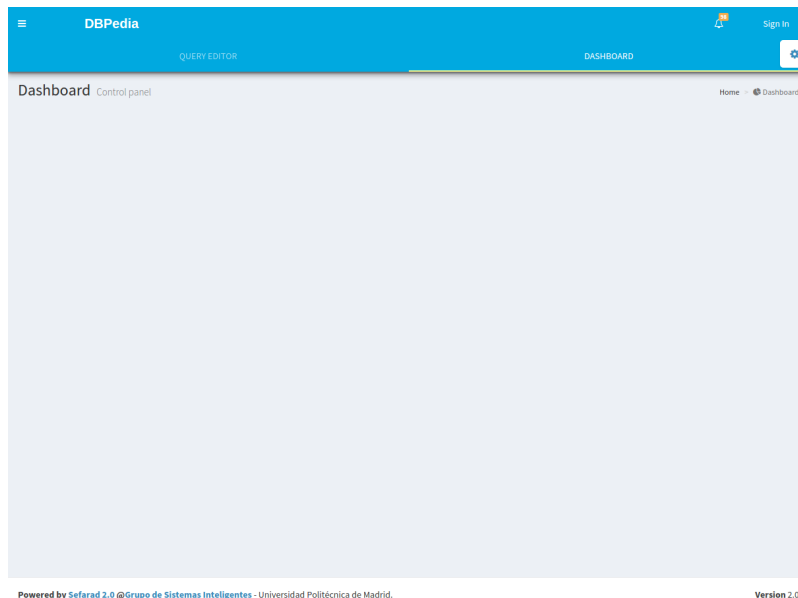 DBPedia
10
Sign In
QUERY EDITOR
DASHBOARD
Dashboard Control panel
Home > Dashboard
Powered by Sefarad 2.0 @Grupo de Sistemas Inteligentes - Universidad Politécnica de Madrid.
Version 2.0